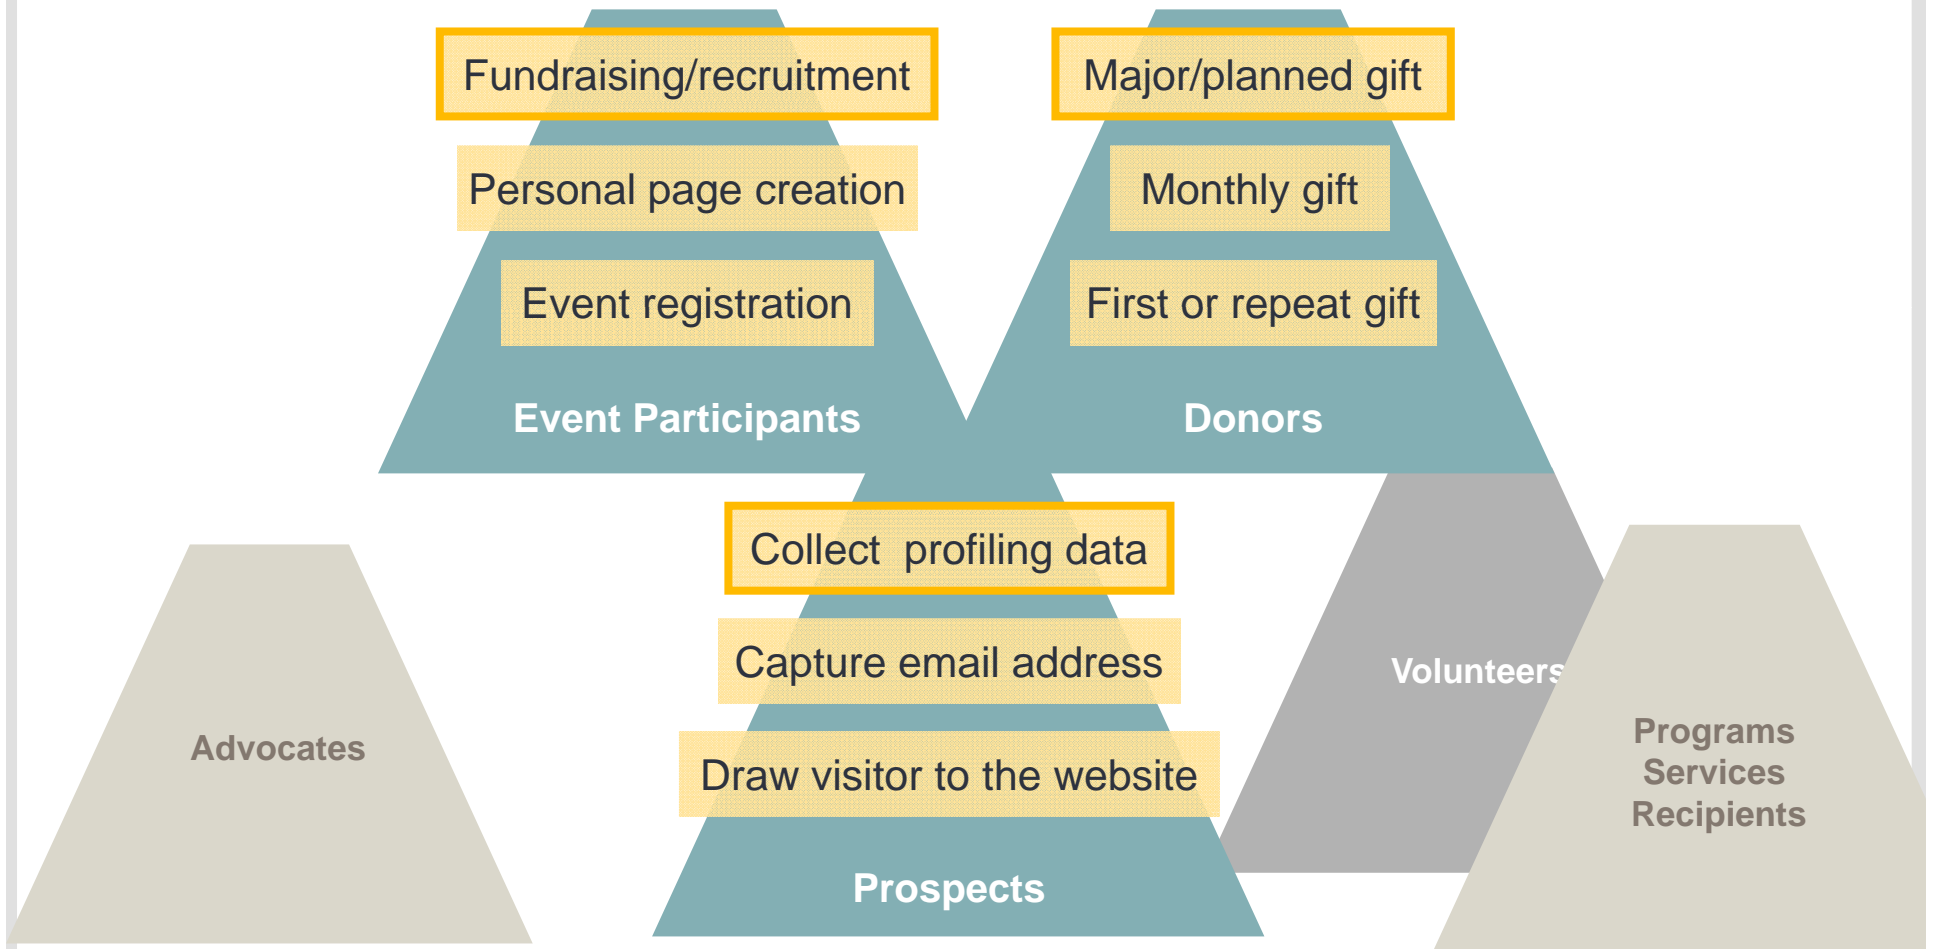 Fundraising/recruitment
Personal page creation
Event registration
Event Participants
Major/planned gift
Monthly gift
First or repeat gift
Donors
Collect  profiling data
Capture email address
Draw visitor to the website
Prospects
Advocates
Volunteers
Programs
Services
Recipients